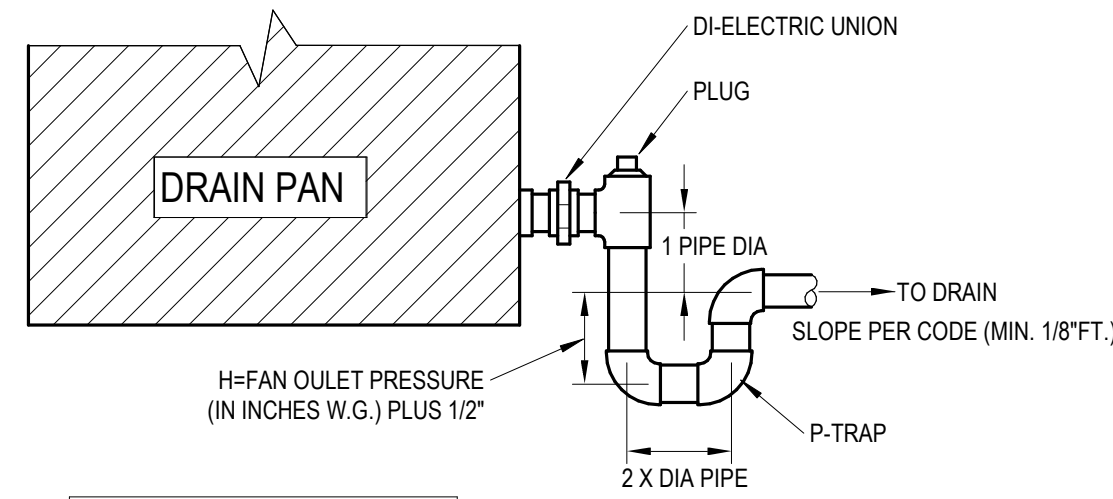 DI-ELECTRIC UNION
PLUG
DRAIN PAN
1 PIPE DIA
TO DRAIN
SLOPE PER CODE (MIN. 1/8"FT.)
H=FAN OULET PRESSURE
(IN INCHES W.G.) PLUS 1/2"
P-TRAP
2 X DIA PIPE